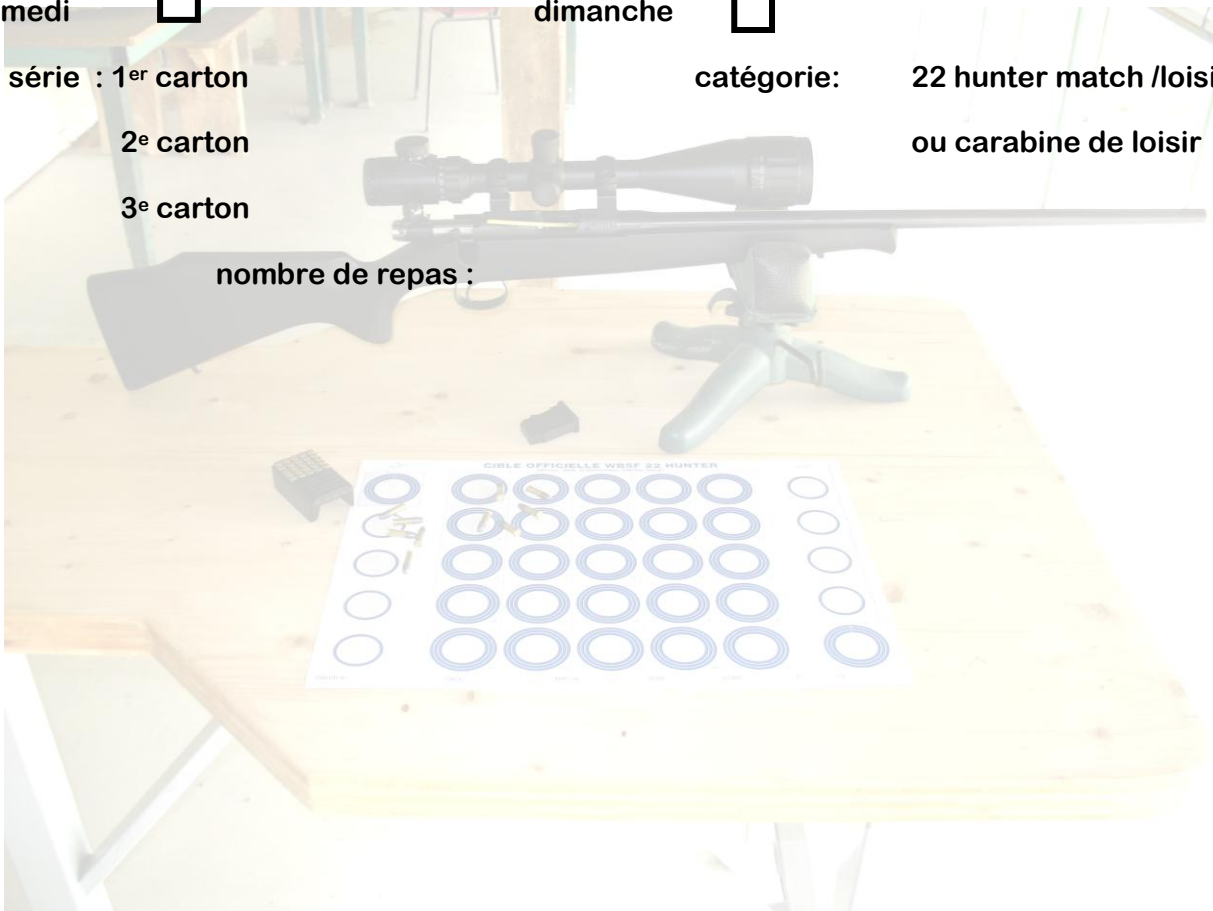 medi dimanche
série : 1er carton catégorie: 22 hunter match /loisi
2e carton ou carabine de loisir
3e carton
nombre de repas :
CIBLE OFFICIELLE WBSF 22 HUNTER